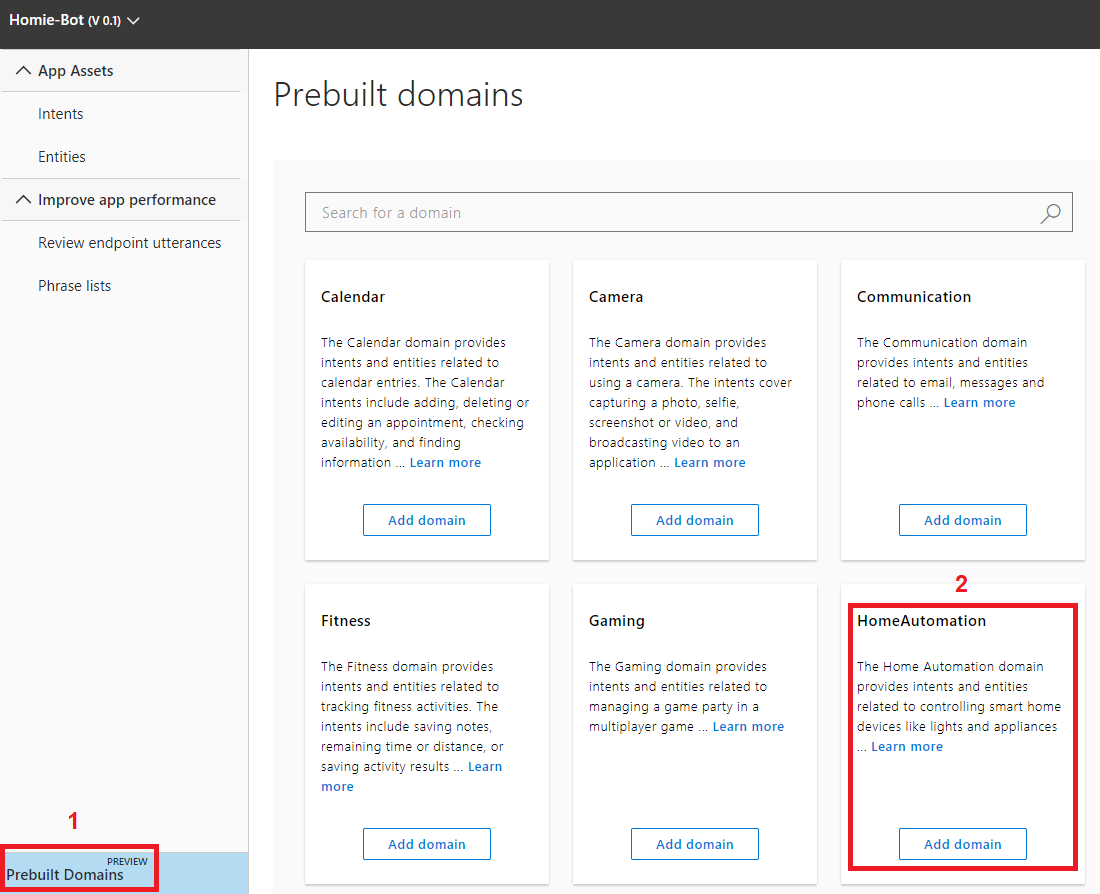 Homie-Bot (V 0.1)
App Assets
Intents
Entities
Improve app performance
Review endpoint utterances
Phrase lists
1
PREVIEW
Prebuilt Domains
Prebuilt domains
Search for a domain
Calendar
The Calendar domain provides
intents and entities related to
calendar entries. The Calendar
intents include adding, deleting or
editing an appointment, checking
availability, and finding
information ... Learn more
Add domain
Camera
The Camera domain provides
intents and entities related to
using a camera. The intents cover
capturing a photo, selfie,
screenshot or video, and
broadcasting video to an
application ... Learn more
Add domain
Communication
The Communication domain
provides intents and entities
related to email, messages and
phone calls ... Learn more
Add domain
Fitness
The Fitness domain provides
intents and entities related to
tracking fitness activities. The
intents include saving notes,
remaining time or distance, or
saving activity results ... Learn
more
Add domain
Gaming
The Gaming domain provides
intents and entities related to
managing a game party in a
multiplayer game ... Learn more
Add domain
2
HomeAutomation
The Home Automation domain
provides intents and entities
related to controlling smart home
devices like lights and appliances
... Learn more
Add domain